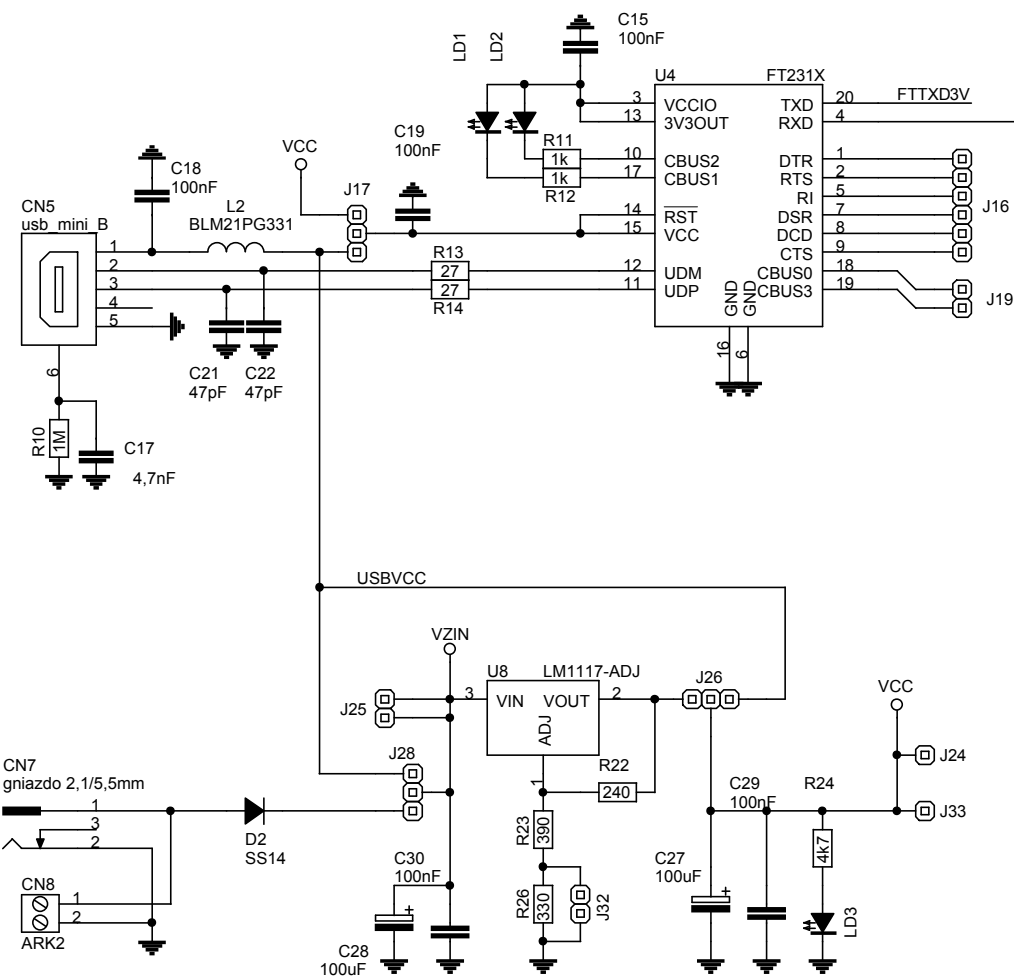 C15
100nF
LD1
LD2
U4
FT231X
3
VCCIO
TXD
20
FTTXD3V
13
3V3OUT
RXD
4
C19
100nF
R11
1k
10
CBUS2
DTR
1
VCC
C18
100nF
1k
17
CBUS1
RTS
2
R12
RI
5
J16
J17
CN5
usb_mini_B
L2
BLM21PG331
14
RST
DSR
7
15
VCC
DCD
8
1
R13
CTS
9
2
27
12
UDM
CBUS0
18
3
27
11
UDP
CBUS3
19
J19
4
R14
5
GND
GND
16
6
C21
47pF
C22
47pF
6
R10
1M
C17
4,7nF
USBVCC
VZIN
U8
LM1117-ADJ
J26
VCC
3
VIN
VOUT
2
J25
ADJ
J28
J24
CN7
gniazdo 2,1/5,5mm
1
R22
240
C29
100nF
R24
1
3
2
D2
SS14
R23
390
J33
4k7
C30
100nF
C27
100uF
+
CN8
1
2
ARK2
+
R26
330
J32
LD3
C28
100uF